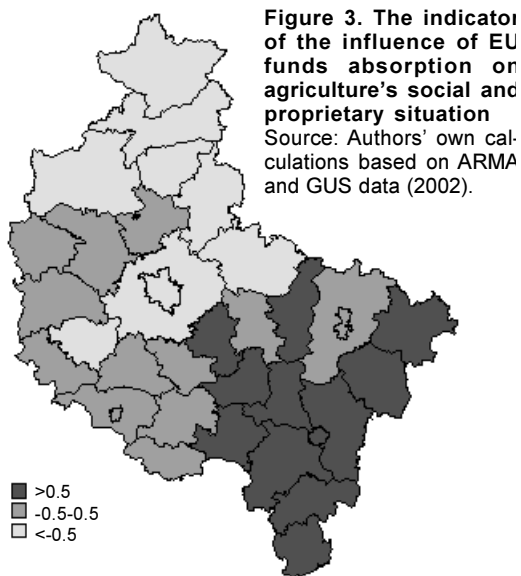 Figure 3. The indicator
of the influence of EU
funds absorption on
agriculture's social and
proprietary situation
Source: Authors' own cal-
culations based on ARMA
and GUS data (2002).
>0.5
-0.5-0.5
<-0.5